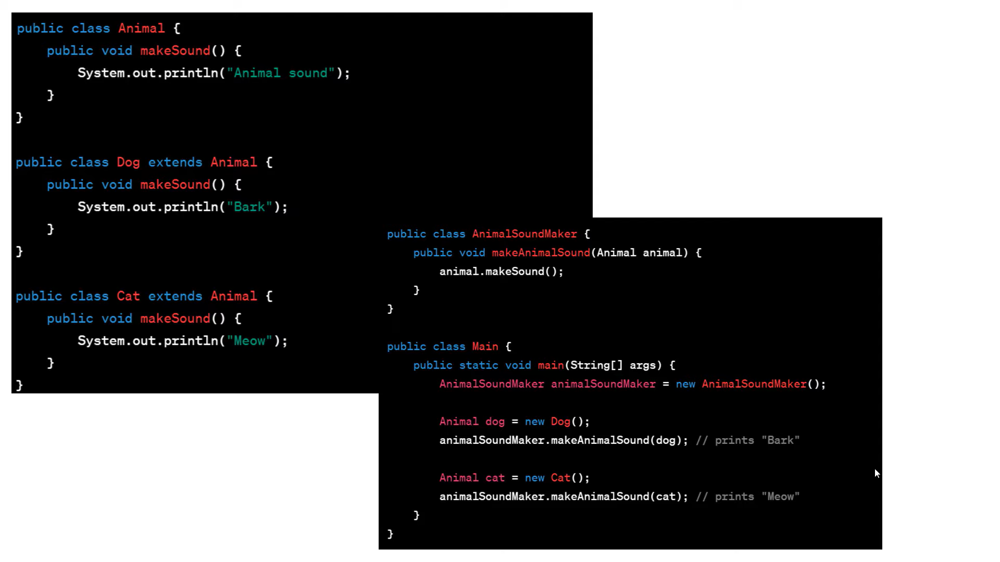 public class Animal {
    public void makeSound() {
        System.out.println("Animal sound");
    }
}

public class Dog extends Animal {
    public void makeSound() {
        System.out.println("Bark");
    }
}

public class Cat extends Animal {
    public void makeSound() {
        System.out.println("Meow");
    }
}

public class AnimalSoundMaker {
    public void makeAnimalSound(Animal animal) {
        animal.makeSound();
    }
}

public class Main {
    public static void main(String[] args) {
        AnimalSoundMaker animalSoundMaker = new AnimalSoundMaker();

        Animal dog = new Dog();
        animalSoundMaker.makeAnimalSound(dog); // prints "Bark"

        Animal cat = new Cat();
        animalSoundMaker.makeAnimalSound(cat); // prints "Meow"
    }
}